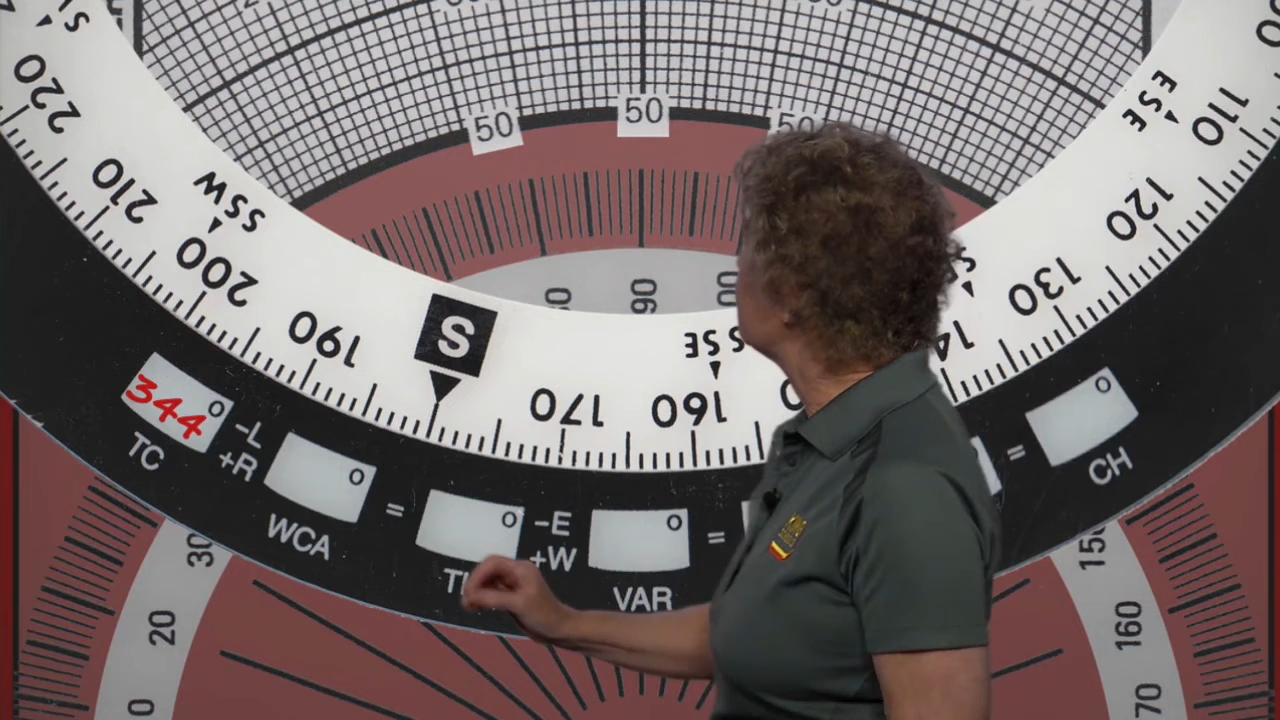 50 50 50
ESE 110
220 210 SSW 200 190 S 170 160 SSE 130 120
90
344° -L +R ° = ° -E +W ° = = °
TC WCA VAR CH
30 20 150 160 70